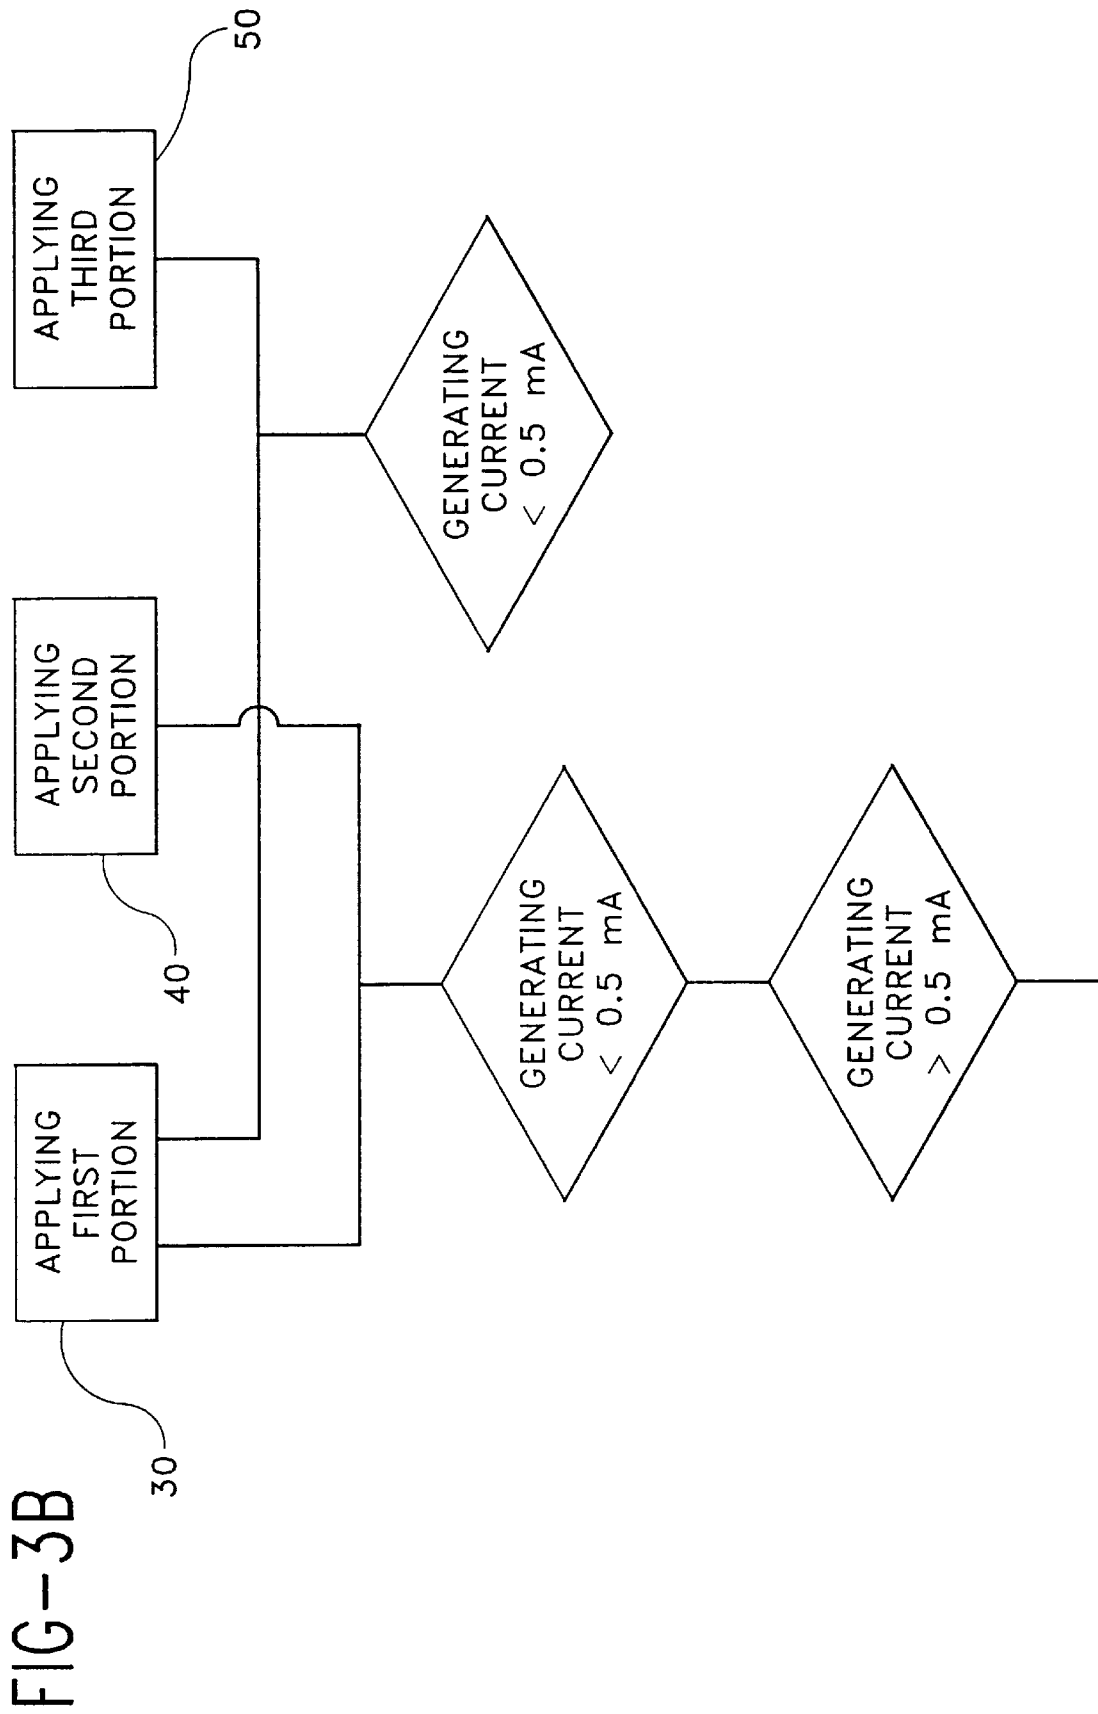 FIG-3B
APPLYING
FIRST
PORTION
30
APPLYING
SECOND
PORTION
40
APPLYING
THIRD
PORTION
50
GENERATING
CURRENT
< 0.5 mA
GENERATING
CURRENT
< 0.5 mA
GENERATING
CURRENT
> 0.5 mA